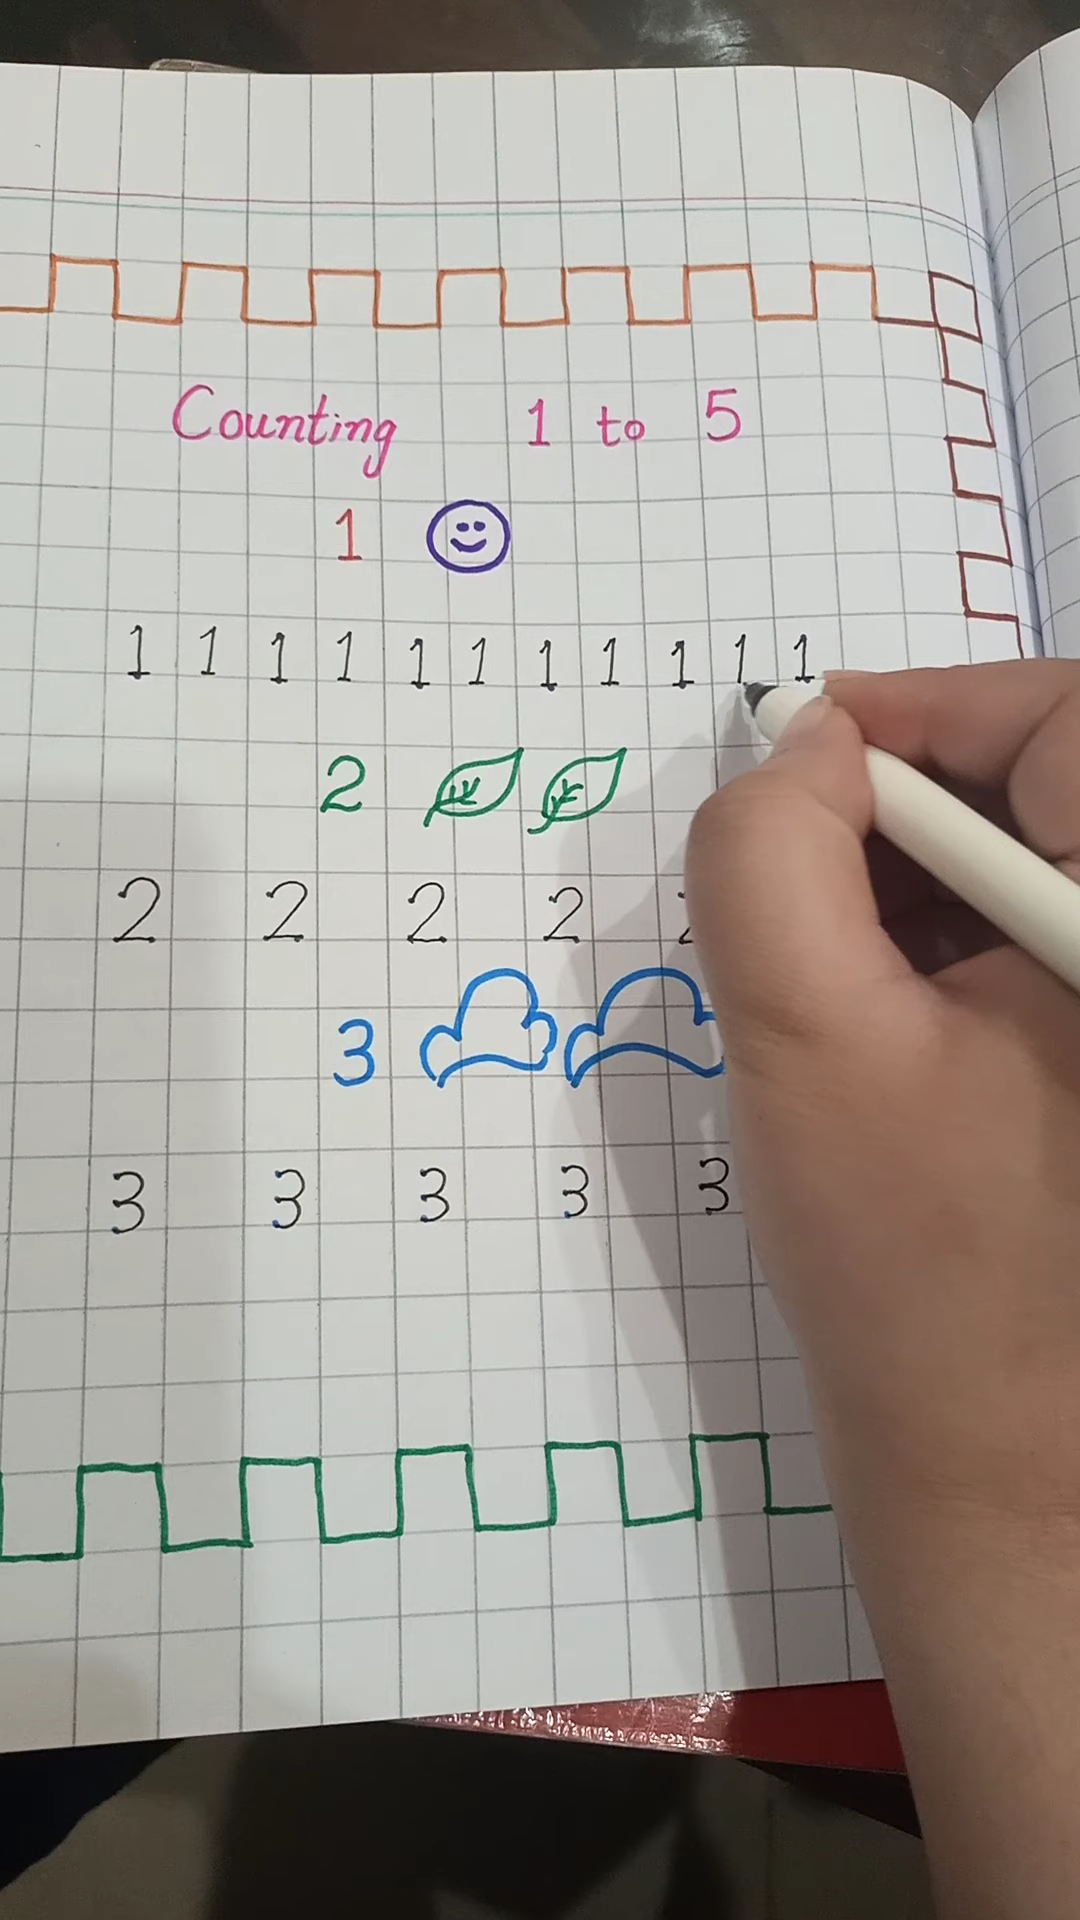 Counting 1 to 5
1
1 1 1 1 1 1 1 1 1 1 1
2
2 2 2 2
3
3 3 3 3 3